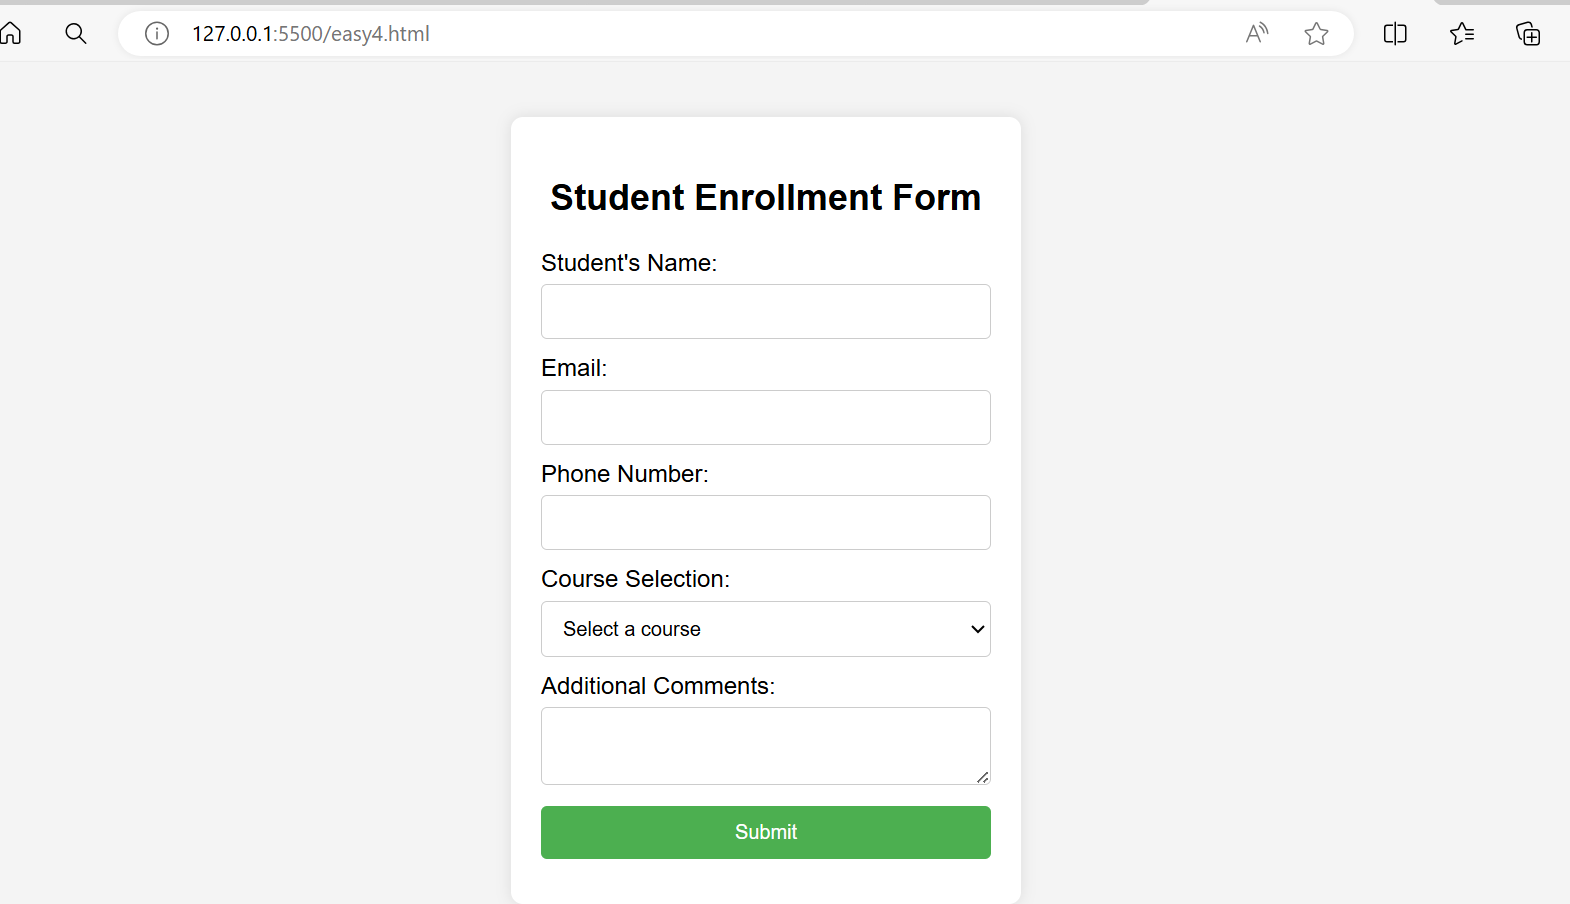 127.0.0.1:5500/easy4.html
Student Enrollment Form
Student's Name:
Email:
Phone Number:
Course Selection:
Select a course
Additional Comments:
Submit